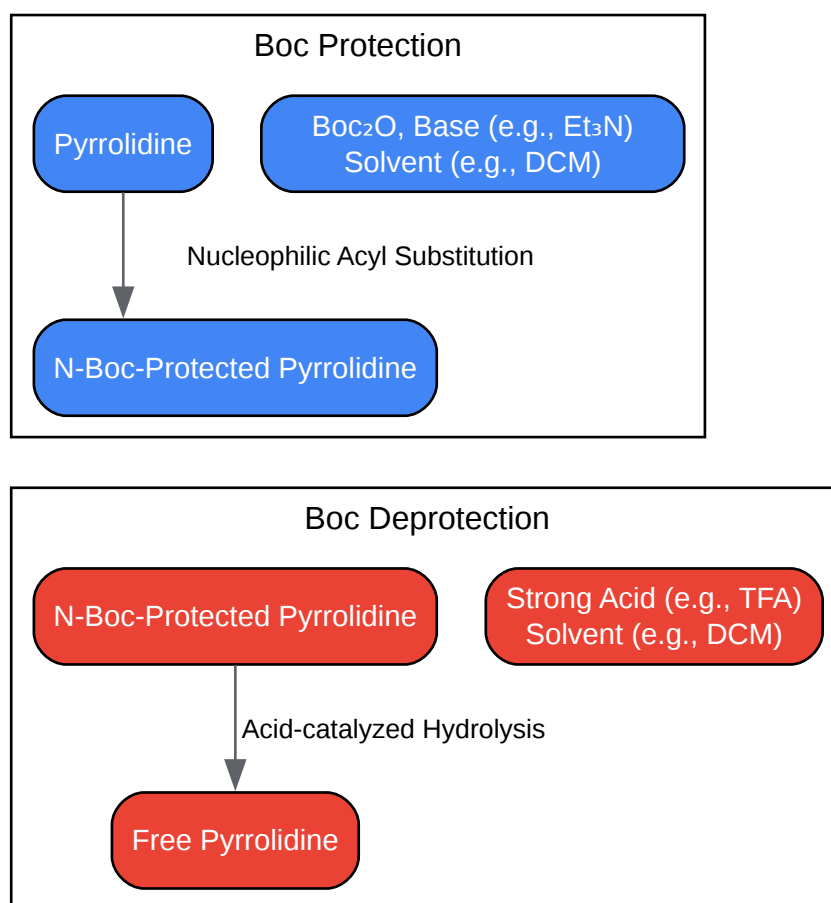 Boc Protection
Pyrrolidine
Boc₂O, Base (e.g., Et₃N)
Solvent (e.g., DCM)
Nucleophilic Acyl Substitution
N-Boc-Protected Pyrrolidine
Boc Deprotection
N-Boc-Protected Pyrrolidine
Strong Acid (e.g., TFA)
Solvent (e.g., DCM)
Acid-catalyzed Hydrolysis
Free Pyrrolidine